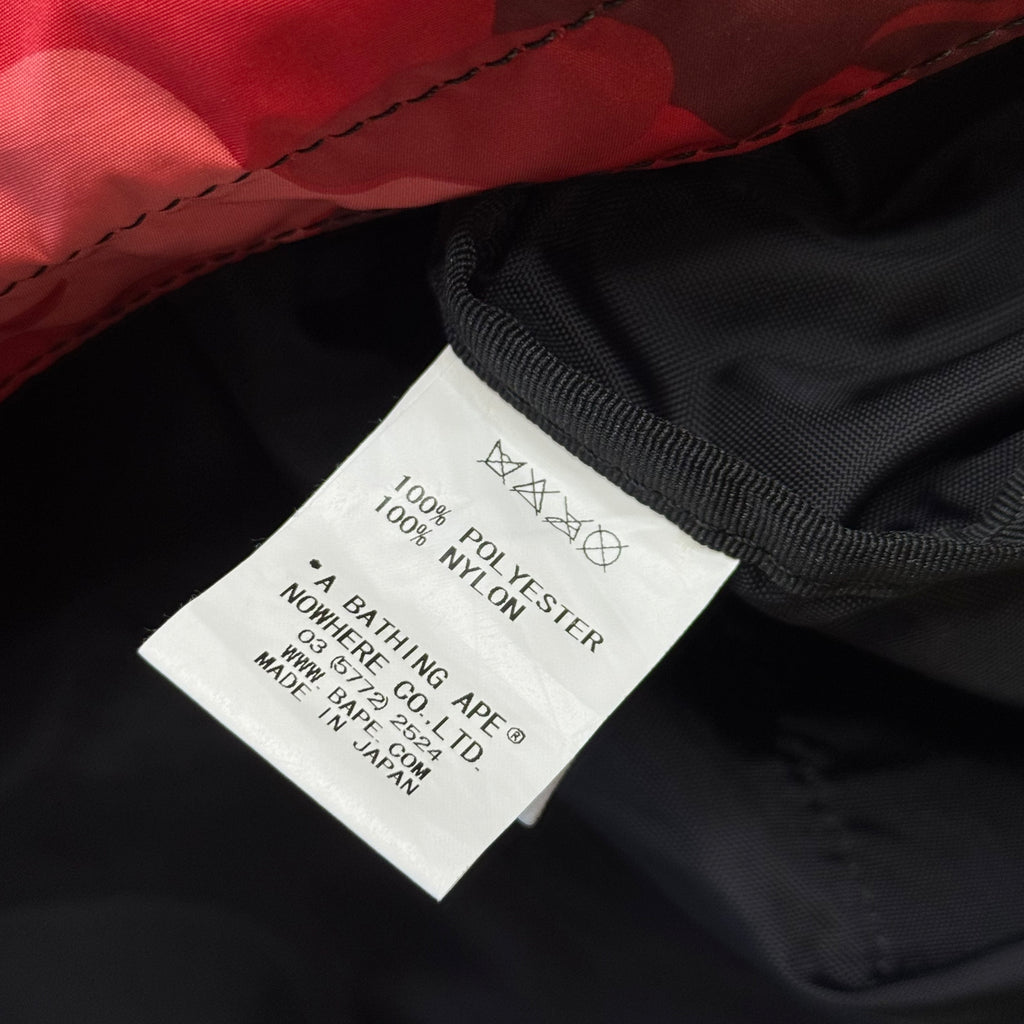 100% POLYESTER
100% NYLON
•A BATHING APE®
NOWHERE CO.,LTD.
03 (5772) 2524
WWW.BAPE.COM
MADE IN JAPAN